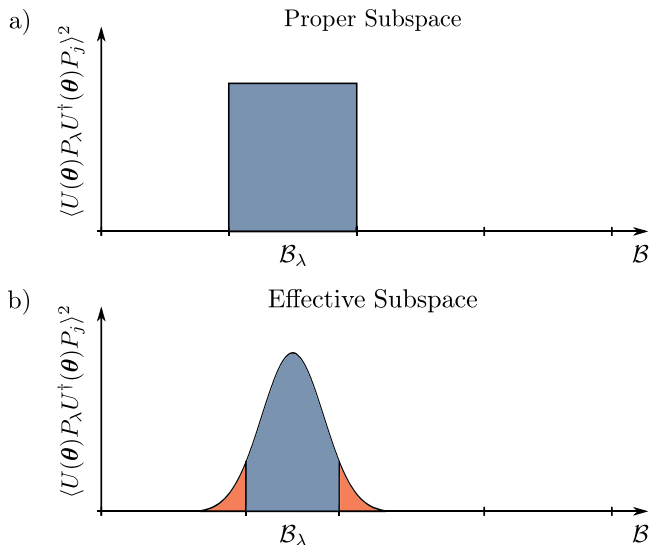 a)
Proper Subspace
⟨U(θ)P_λU†(θ)P_j⟩²
ℬ_λ
ℬ
b)
Effective Subspace
⟨U(θ)P_λU†(θ)P_j⟩²
ℬ_λ
ℬ